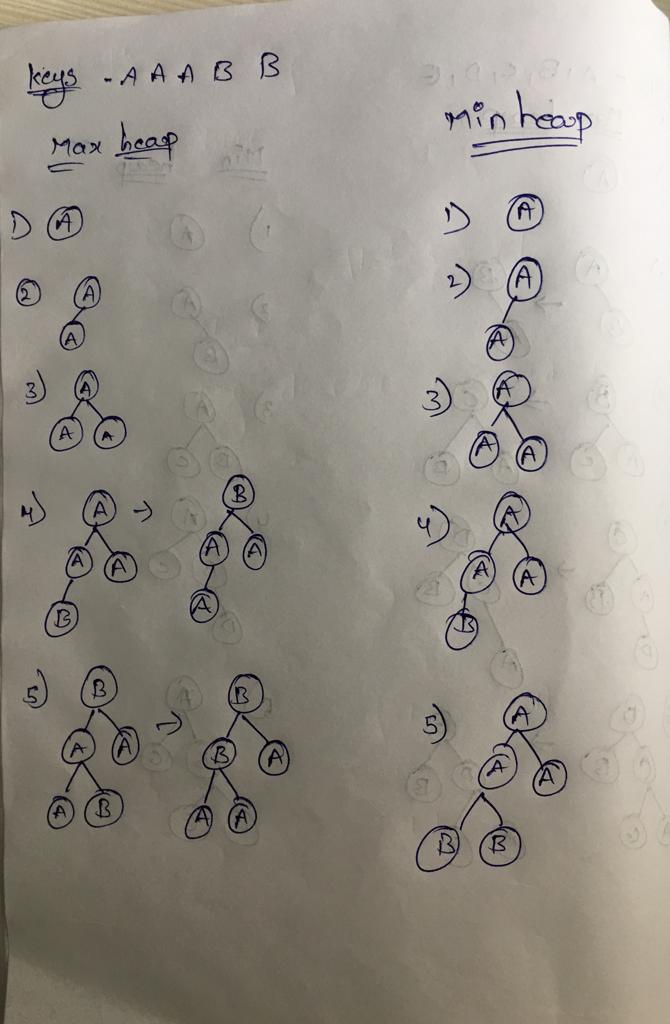 keys - A A A B B
Max heap
Min heap
1) A
2 A
A
3) A
A A
4) A → B
A A A A
B A
5) B → B
A A B A
A B A A
1) A
2) A
A
3) A
A A
4) A
A A
B
5) A
A A
B B